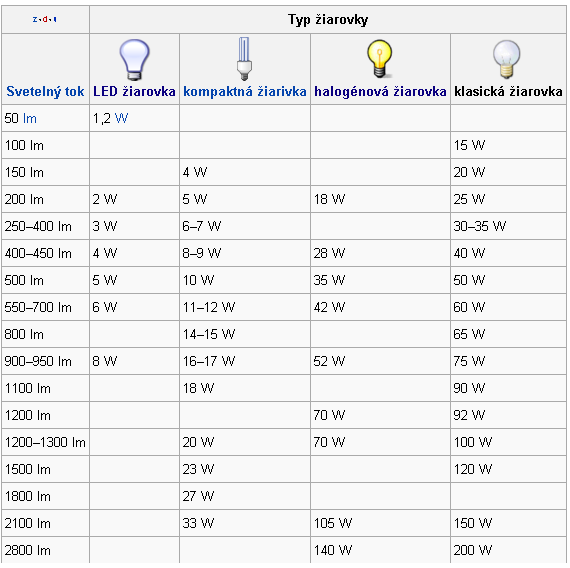 z · d · u
Typ žiarovky
Svetelný tok LED žiarovka kompaktná žiarivka halogénová žiarovka klasická žiarovka
50 lm 1,2 W
100 lm 15 W
150 lm 4 W 20 W
200 lm 2 W 5 W 18 W 25 W
250–400 lm 3 W 6–7 W 30–35 W
400–450 lm 4 W 8–9 W 28 W 40 W
500 lm 5 W 10 W 35 W 50 W
550–700 lm 6 W 11–12 W 42 W 60 W
800 lm 14–15 W 65 W
900–950 lm 8 W 16–17 W 52 W 75 W
1100 lm 18 W 90 W
1200 lm 70 W 92 W
1200–1300 lm 20 W 70 W 100 W
1500 lm 23 W 120 W
1800 lm 27 W
2100 lm 33 W 105 W 150 W
2800 lm 140 W 200 W